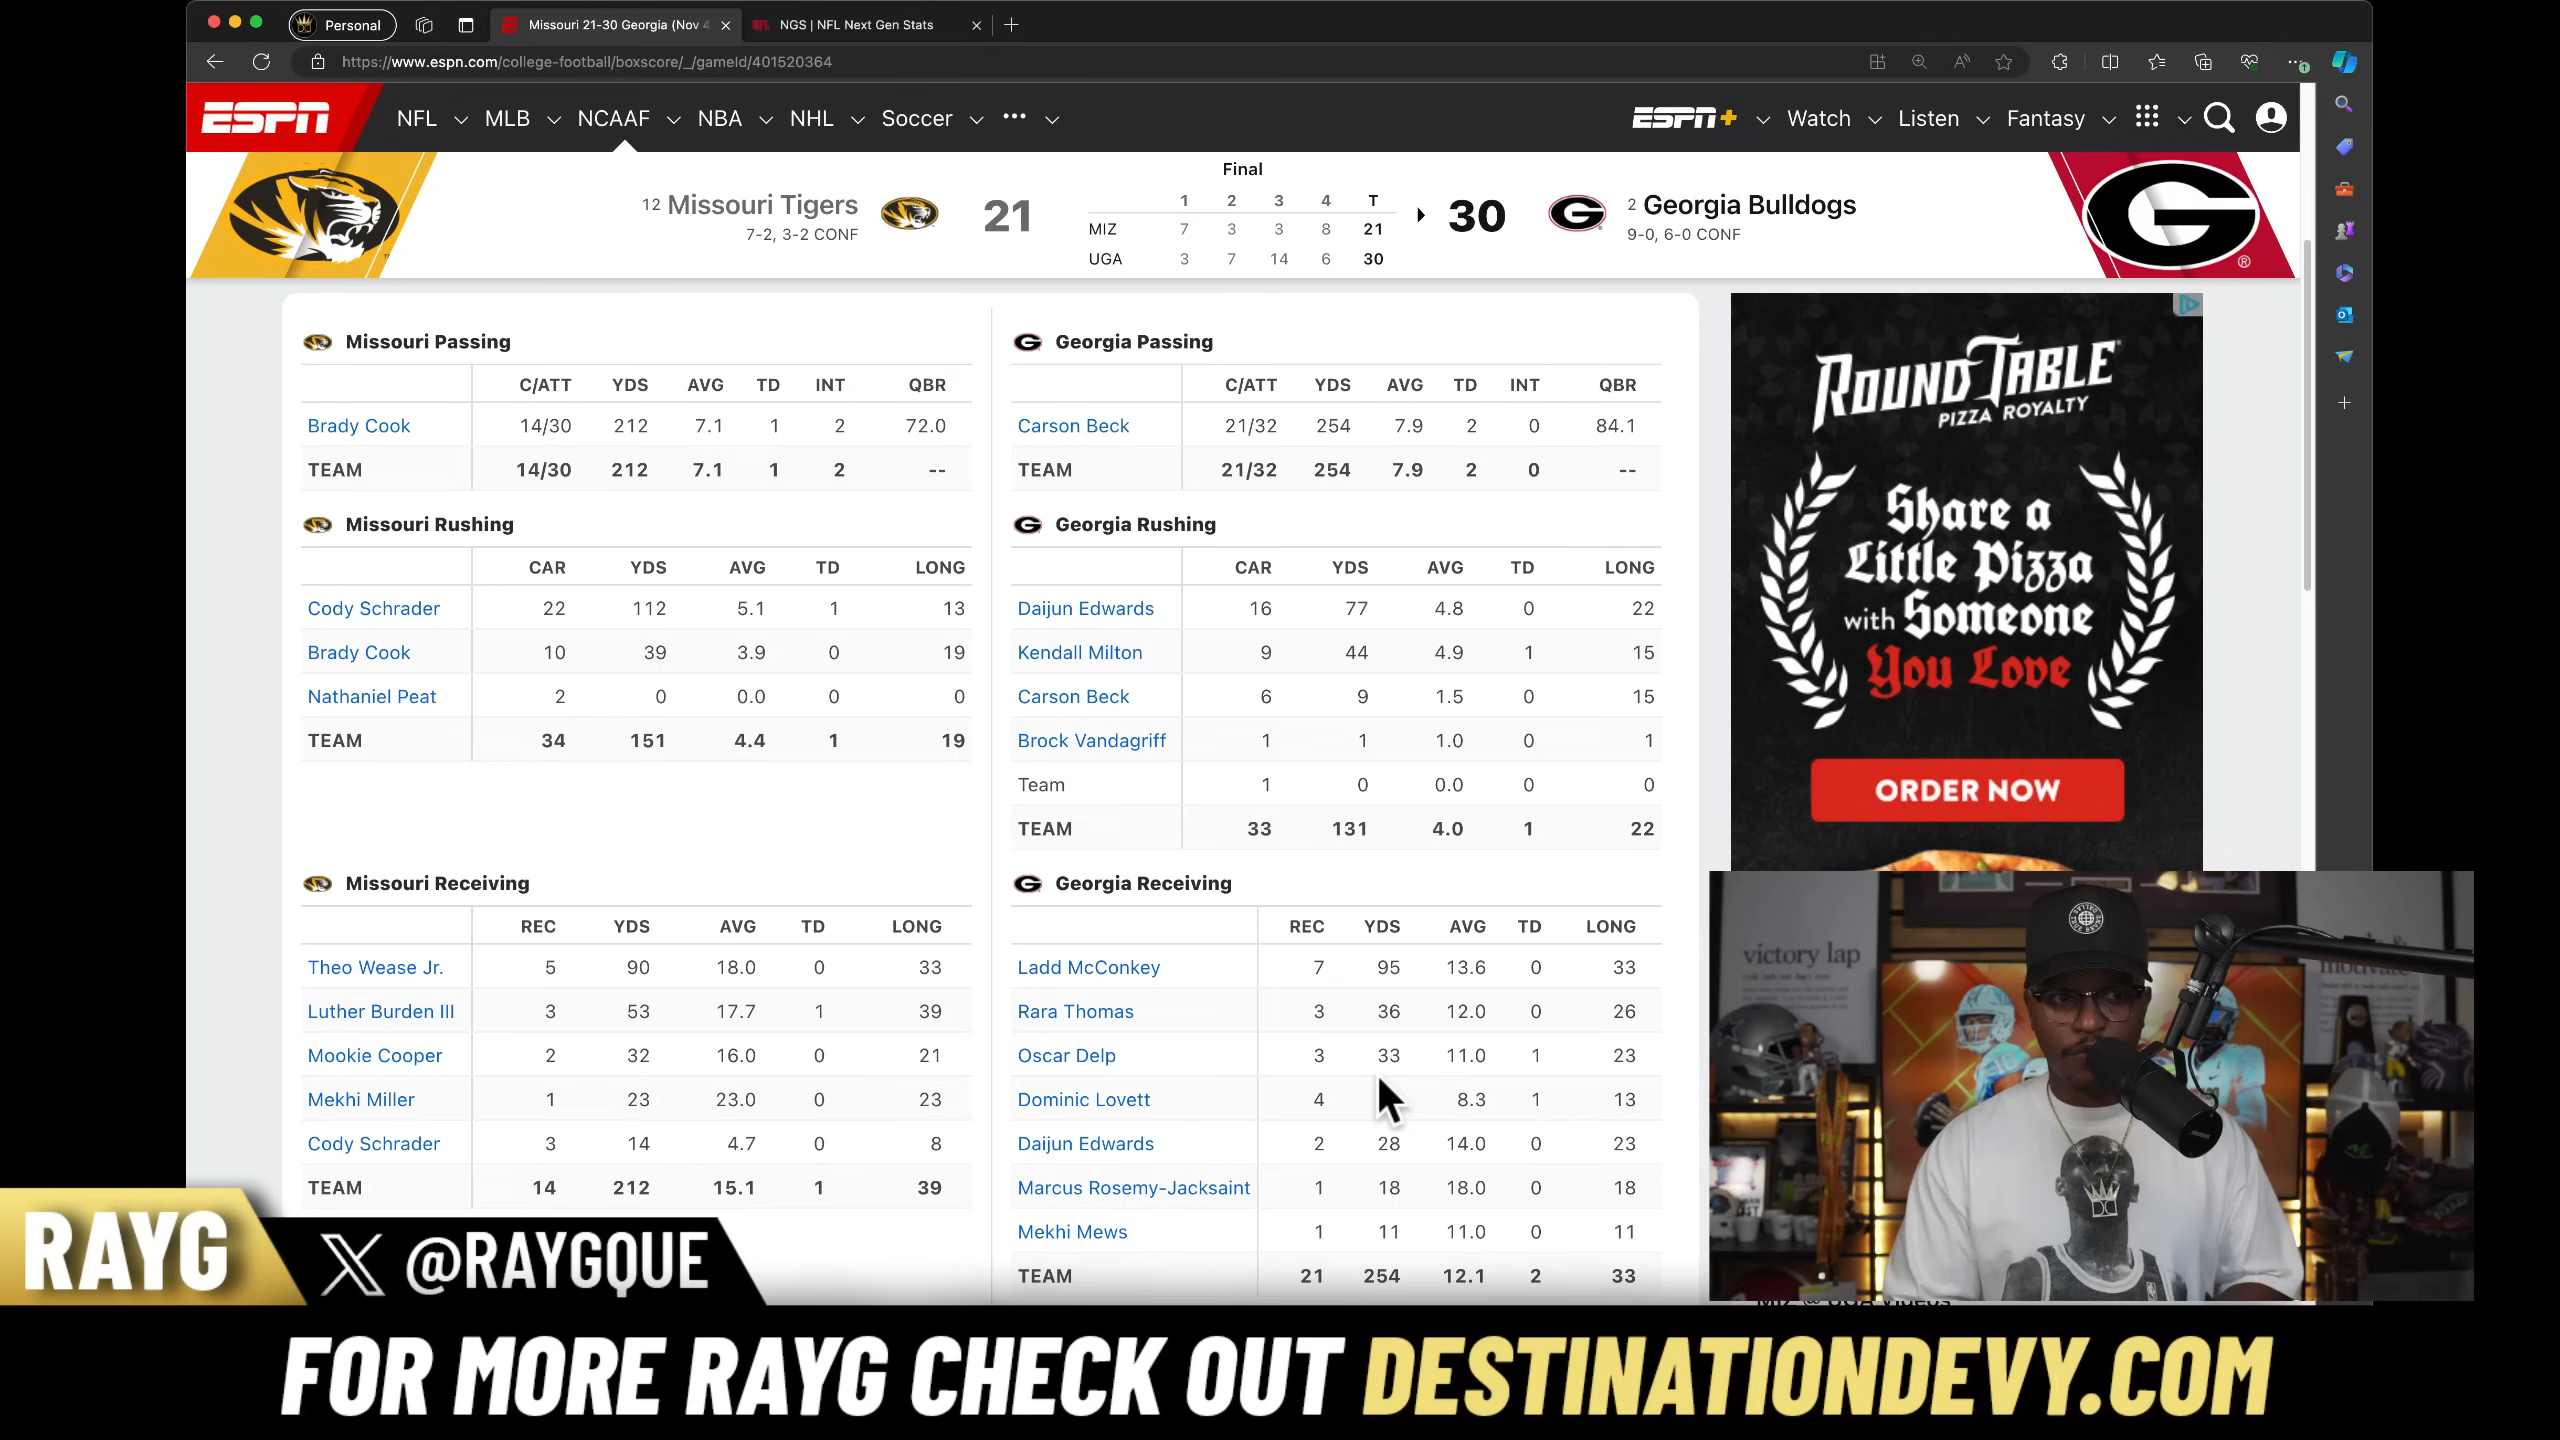 Personal
Missouri 21-30 Georgia (Nov 4
NGS | NFL Next Gen Stats
https://www.espn.com/college-football/boxscore/_/gameId/401520364
ESPN
NFL MLB NCAAF NBA NHL Soccer
ESPN+ Watch Listen Fantasy
12 Missouri Tigers
7-2, 3-2 CONF
21
Final
1 2 3 4 T
MIZ 7 3 3 8 21
UGA 3 7 14 6 30
30
2 Georgia Bulldogs
9-0, 6-0 CONF
Missouri Passing
C/ATT YDS AVG TD INT QBR
Brady Cook 14/30 212 7.1 1 2 72.0
TEAM 14/30 212 7.1 1 2 --
Georgia Passing
C/ATT YDS AVG TD INT QBR
Carson Beck 21/32 254 7.9 2 0 84.1
TEAM 21/32 254 7.9 2 0 --
Missouri Rushing
CAR YDS AVG TD LONG
Cody Schrader 22 112 5.1 1 13
Brady Cook 10 39 3.9 0 19
Nathaniel Peat 2 0 0.0 0 0
TEAM 34 151 4.4 1 19
Georgia Rushing
CAR YDS AVG TD LONG
Daijun Edwards 16 77 4.8 0 22
Kendall Milton 9 44 4.9 1 15
Carson Beck 6 9 1.5 0 15
Brock Vandagriff 1 1 1.0 0 1
Team 1 0 0.0 0 0
TEAM 33 131 4.0 1 22
Missouri Receiving
REC YDS AVG TD LONG
Theo Wease Jr. 5 90 18.0 0 33
Luther Burden III 3 53 17.7 1 39
Mookie Cooper 2 32 16.0 0 21
Mekhi Miller 1 23 23.0 0 23
Cody Schrader 3 14 4.7 0 8
TEAM 14 212 15.1 1 39
Georgia Receiving
REC YDS AVG TD LONG
Ladd McConkey 7 95 13.6 0 33
Rara Thomas 3 36 12.0 0 26
Oscar Delp 3 33 11.0 1 23
Dominic Lovett 4 8.3 1 13
Daijun Edwards 2 28 14.0 0 23
Marcus Rosemy-Jacksaint 1 18 18.0 0 18
Mekhi Mews 1 11 11.0 0 11
TEAM 21 254 12.1 2 33
ROUND TABLE
PIZZA ROYALTY
Share a
Little Pizza
with Someone
You Love
ORDER NOW
victory lap
RAYG
X @RAYGQUE
FOR MORE RAYG CHECK OUT DESTINATIONDEVY.COM